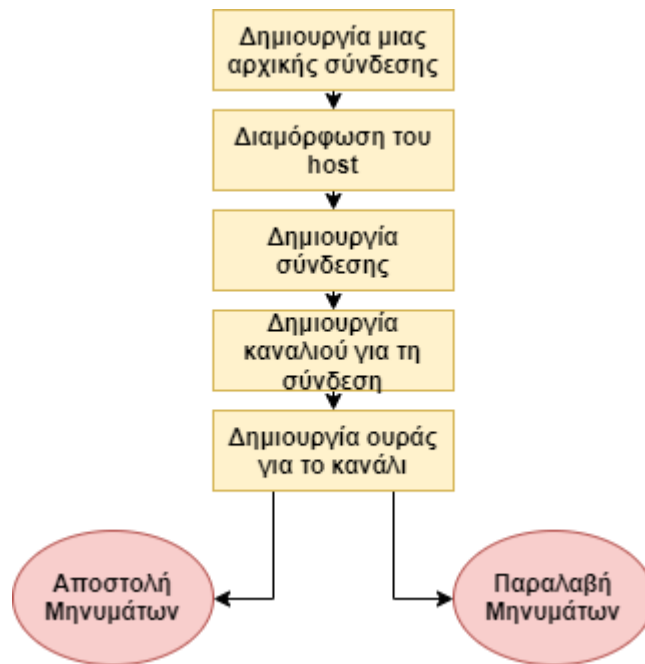 Δημιουργία μιας
αρχικής σύνδεσης
Διαμόρφωση του
host
Δημιουργία
σύνδεσης
Δημιουργία
καναλιού για τη
σύνδεση
Δημιουργία ουράς
για το κανάλι
Αποστολή
Μηνυμάτων
Παραλαβή
Μηνυμάτων